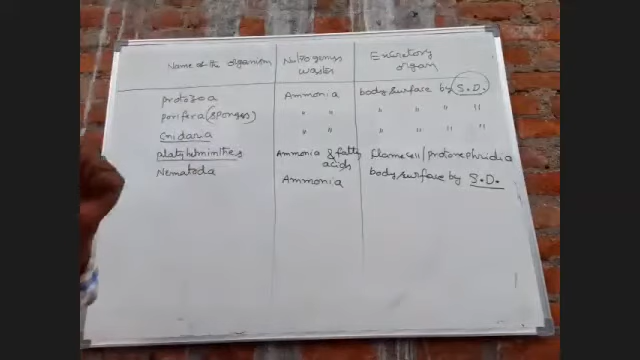 Name of the organism Nitrogenous wastes Excretory organ
protozoa Ammonia body surface by S.D.
porifera (sponges) " " " " " "
Cnidaria " " " " " "
platyhelminthes Ammonia & fatty acids flame cell / protonephridia
Nematoda Ammonia body surface by S.D.